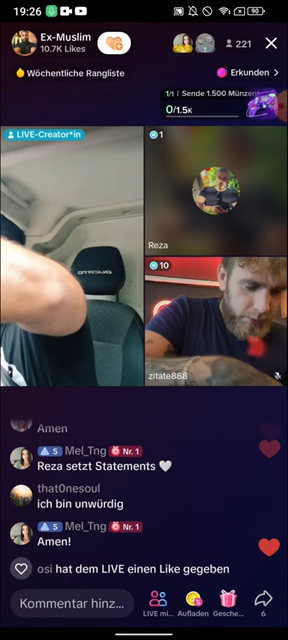 19:26
90
Ex-Muslim
10.7K Likes
221
Wöchentliche Rangliste
Erkunden
1/1 | Sende 1.500 Münzen
0/1.5K
LIVE-Creator*in
1
Reza
10
zitate888
Amen
5 Mel_Tng Nr. 1
Reza setzt Statements
that0nesoul
ich bin unwürdig
5 Mel_Tng Nr. 1
Amen!
osi hat dem LIVE einen Like gegeben
Kommentar hinz...
LIVE mi...
Aufladen
Gesche...
6